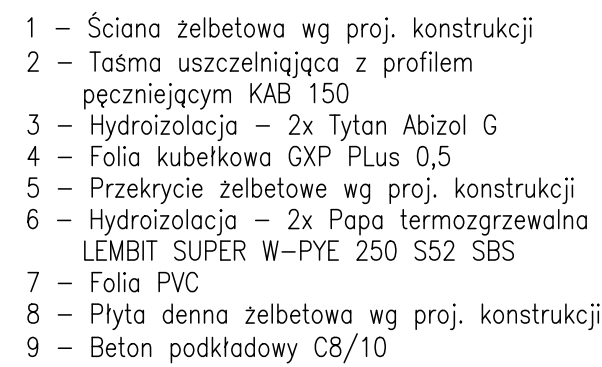 1 – Ściana żelbetowa wg proj. konstrukcji
2 – Taśma uszczelniąjąca z profilem
pęczniejącym KAB 150
3 – Hydroizolacja – 2x Tytan Abizol G
4 – Folia kubełkowa GXP PLus 0,5
5 – Przekrycie żelbetowe wg proj. konstrukcji
6 – Hydroizolacja – 2x Papa termozgrzewalna
LEMBIT SUPER W–PYE 250 S52 SBS
7 – Folia PVC
8 – Płyta denna żelbetowa wg proj. konstrukcji
9 – Beton podkładowy C8/10